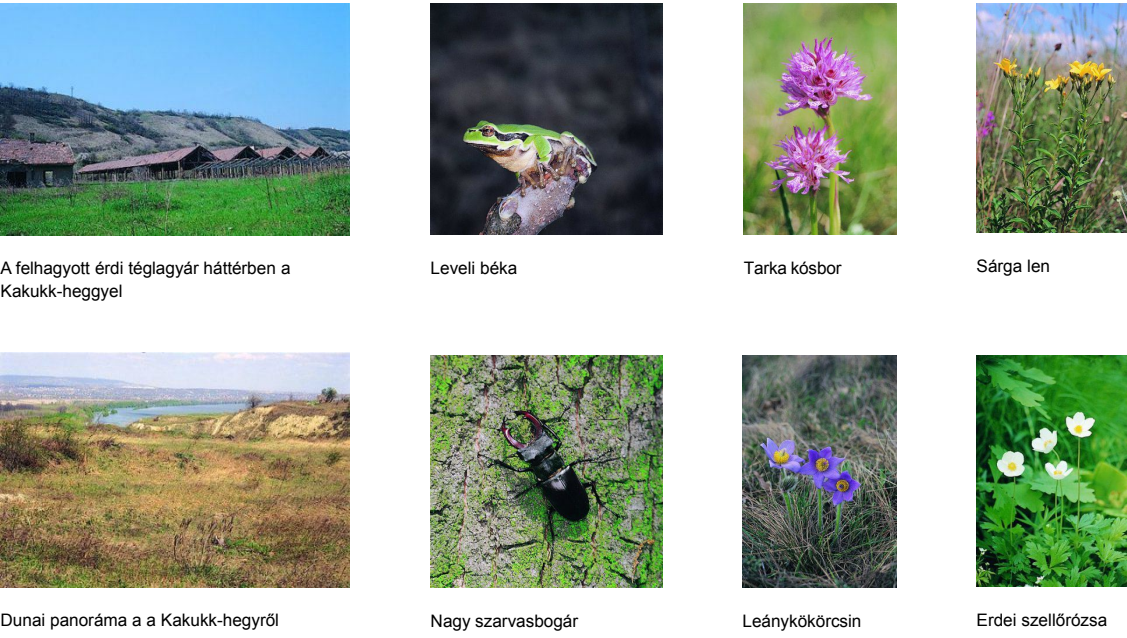 A felhagyott érdi téglagyár háttérben a
Kakukk-heggyel
Leveli béka
Tarka kósbor
Sárga len
Dunai panoráma a a Kakukk-hegyről
Nagy szarvasbogár
Leánykökörcsin
Erdei szellőrózsa